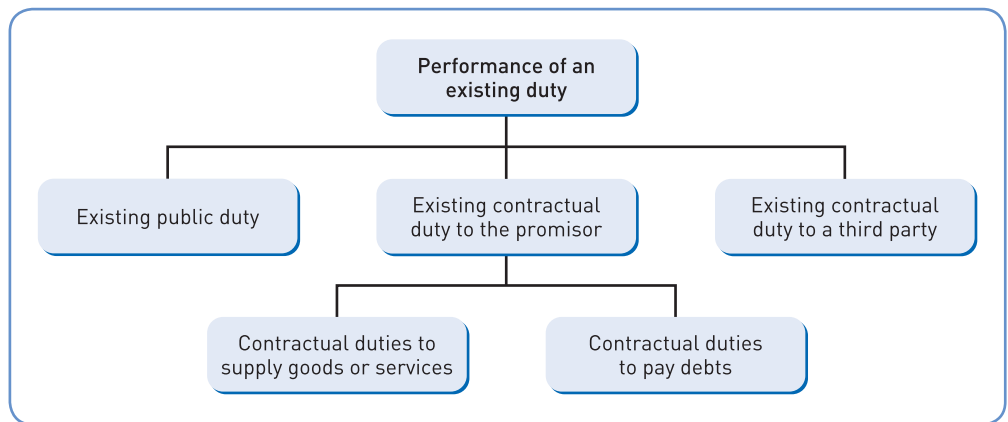 Performance of an
existing duty
Existing public duty
Existing contractual
duty to the promisor
Existing contractual
duty to a third party
Contractual duties to
supply goods or services
Contractual duties
to pay debts